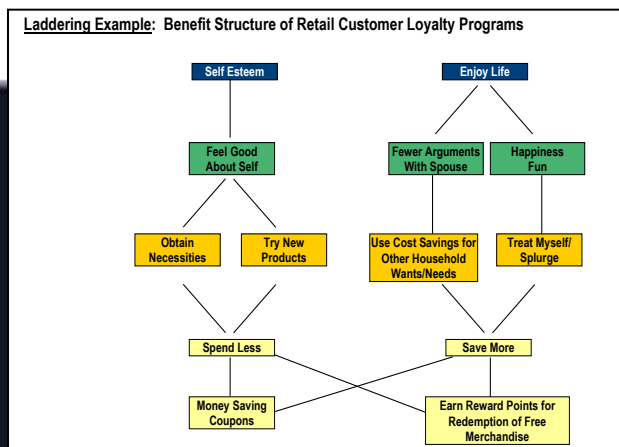 Laddering Example: Benefit Structure of Retail Customer Loyalty Programs
Self Esteem
Enjoy Life
Feel Good
About Self
Fewer Arguments
With Spouse
Happiness
Fun
Obtain
Necessities
Try New
Products
Use Cost Savings for
Other Household
Wants/Needs
Treat Myself/
Splurge
Spend Less
Save More
Money Saving
Coupons
Earn Reward Points for
Redemption of Free
Merchandise